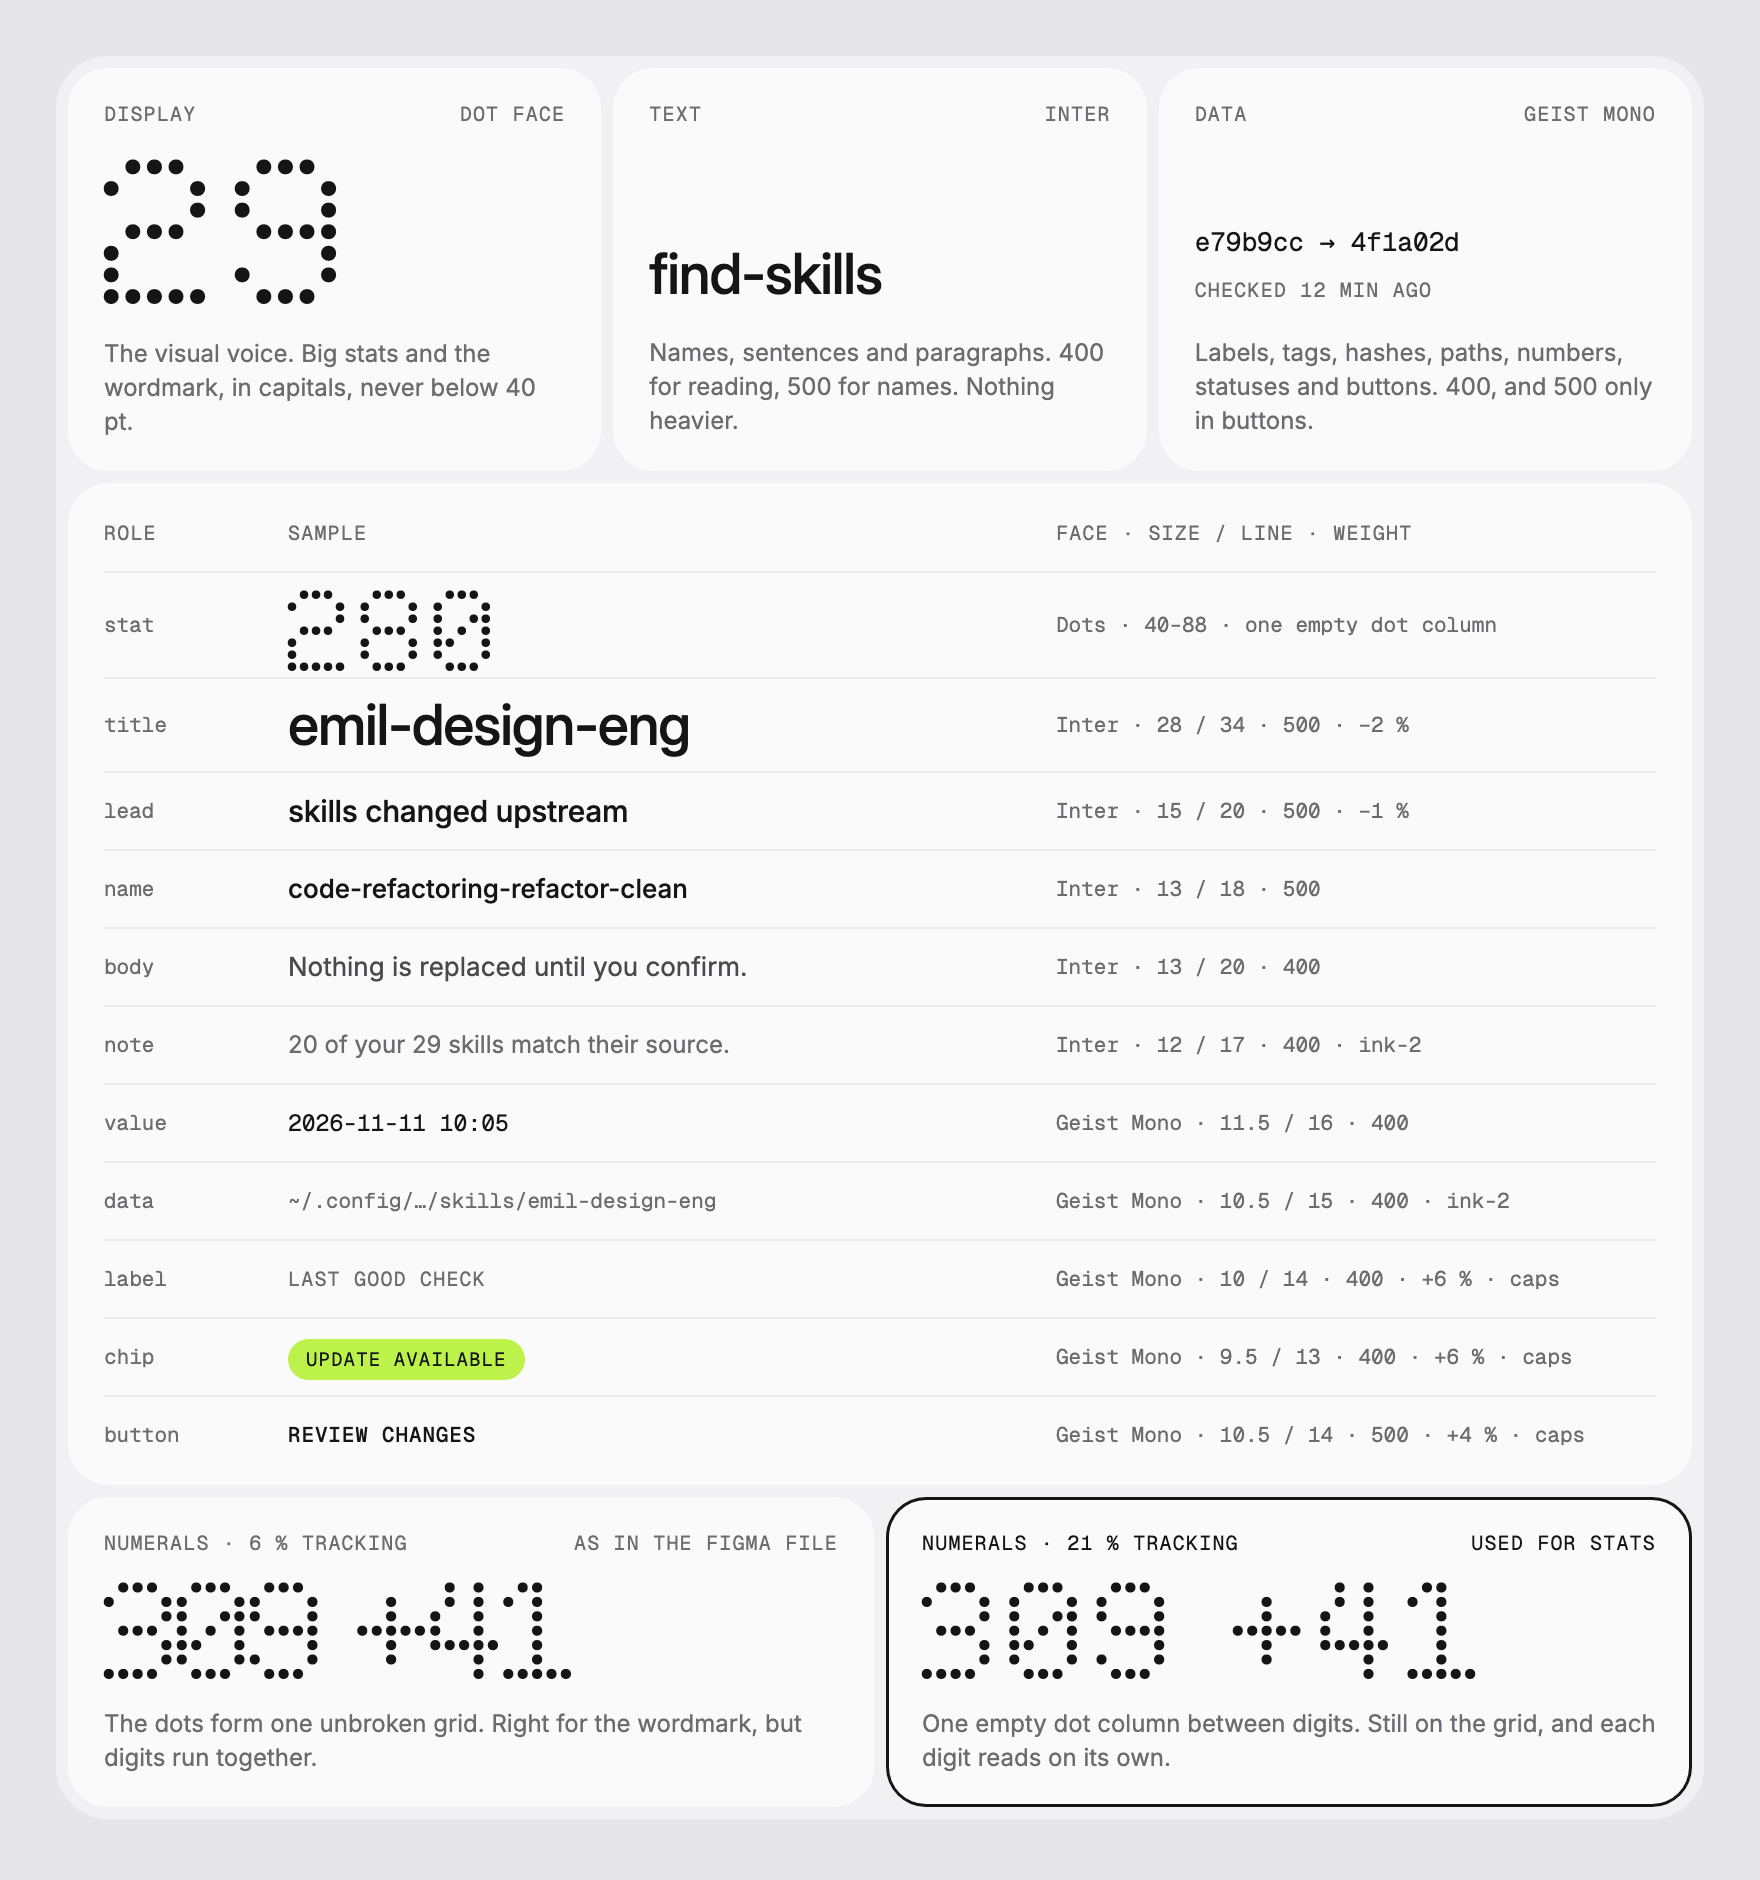 DISPLAY DOT FACE
29
The visual voice. Big stats and the
wordmark, in capitals, never below 40
pt.
TEXT INTER
find-skills
Names, sentences and paragraphs. 400
for reading, 500 for names. Nothing
heavier.
DATA GEIST MONO
e79b9cc → 4f1a02d
CHECKED 12 MIN AGO
Labels, tags, hashes, paths, numbers,
statuses and buttons. 400, and 500 only
in buttons.
ROLE SAMPLE FACE · SIZE / LINE · WEIGHT
stat 280 Dots · 40–88 · one empty dot column
title emil-design-eng Inter · 28 / 34 · 500 · −2 %
lead skills changed upstream Inter · 15 / 20 · 500 · −1 %
name code-refactoring-refactor-clean Inter · 13 / 18 · 500
body Nothing is replaced until you confirm. Inter · 13 / 20 · 400
note 20 of your 29 skills match their source. Inter · 12 / 17 · 400 · ink-2
value 2026-11-11 10:05 Geist Mono · 11.5 / 16 · 400
data ~/.config/…/skills/emil-design-eng Geist Mono · 10.5 / 15 · 400 · ink-2
label LAST GOOD CHECK Geist Mono · 10 / 14 · 400 · +6 % · caps
chip UPDATE AVAILABLE Geist Mono · 9.5 / 13 · 400 · +6 % · caps
button REVIEW CHANGES Geist Mono · 10.5 / 14 · 500 · +4 % · caps
NUMERALS · 6 % TRACKING AS IN THE FIGMA FILE
309 +41
The dots form one unbroken grid. Right for the wordmark, but
digits run together.
NUMERALS · 21 % TRACKING USED FOR STATS
309 +41
One empty dot column between digits. Still on the grid, and each
digit reads on its own.